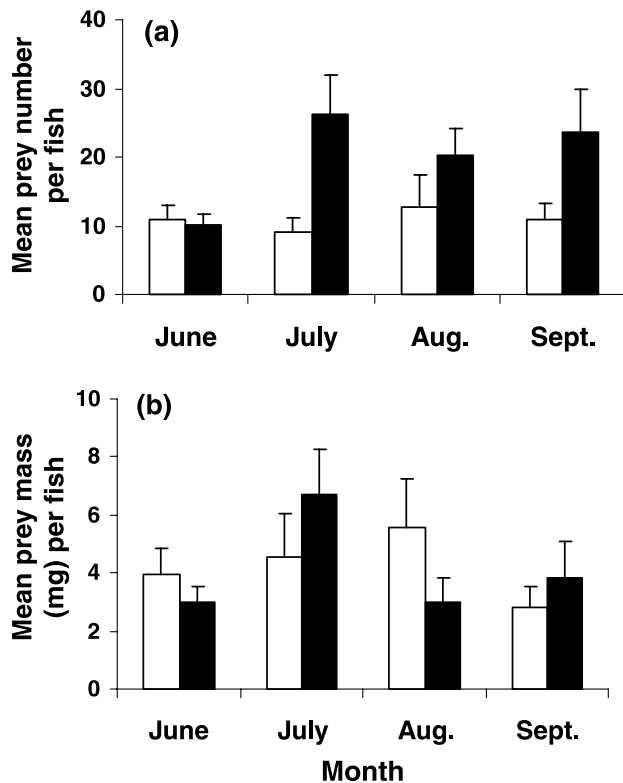 (a)
Mean prey number
per fish
40
30
20
10
0
June July Aug. Sept.
(b)
Mean prey mass
(mg) per fish
10
8
6
4
2
0
June July Aug. Sept.
Month